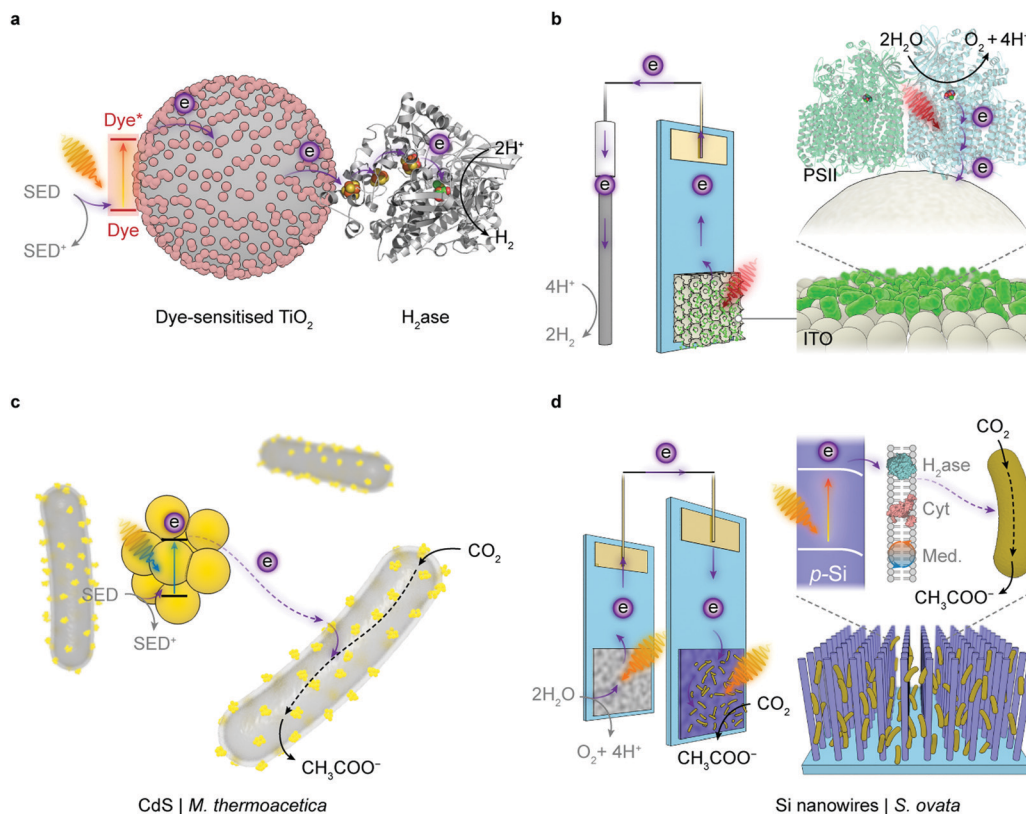 a
Dye*
e
e
e
2H⁺
SED
SED⁺
Dye
H₂
Dye-sensitised TiO₂
H₂ase
b
e
2H₂O
O₂ + 4H⁺
e
e
PSII
e
e
4H⁺
2H₂
ITO
c
e
e
CO₂
SED
SED⁺
CH₃COO⁻
CdS | M. thermoacetica
d
e
e
CO₂
H₂ase
Cyt
Med.
p-Si
CH₃COO⁻
e
e
2H₂O
O₂+ 4H⁺
CO₂
CH₃COO⁻
Si nanowires | S. ovata